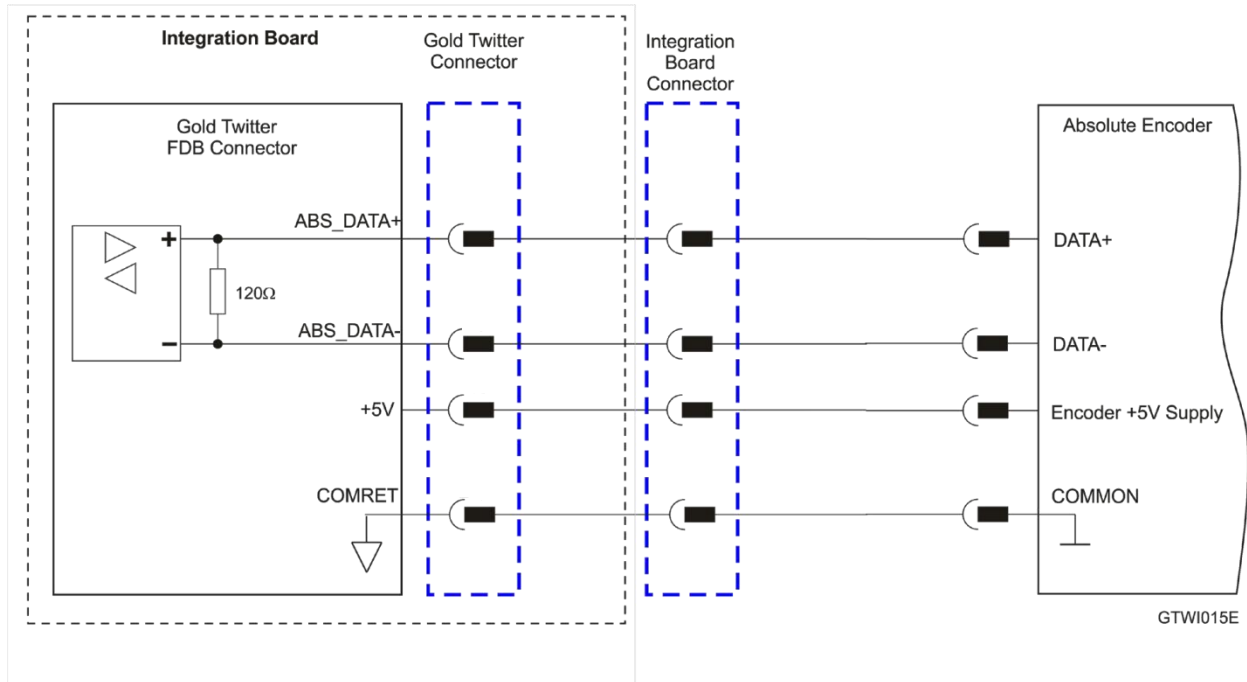 Integration Board
Gold Twitter
Connector
Integration
Board
Connector
Gold Twitter
FDB Connector
Absolute Encoder
ABS_DATA+
+
DATA+
120Ω
ABS_DATA-
−
DATA-
+5V
Encoder +5V Supply
COMRET
COMMON
GTWI015E